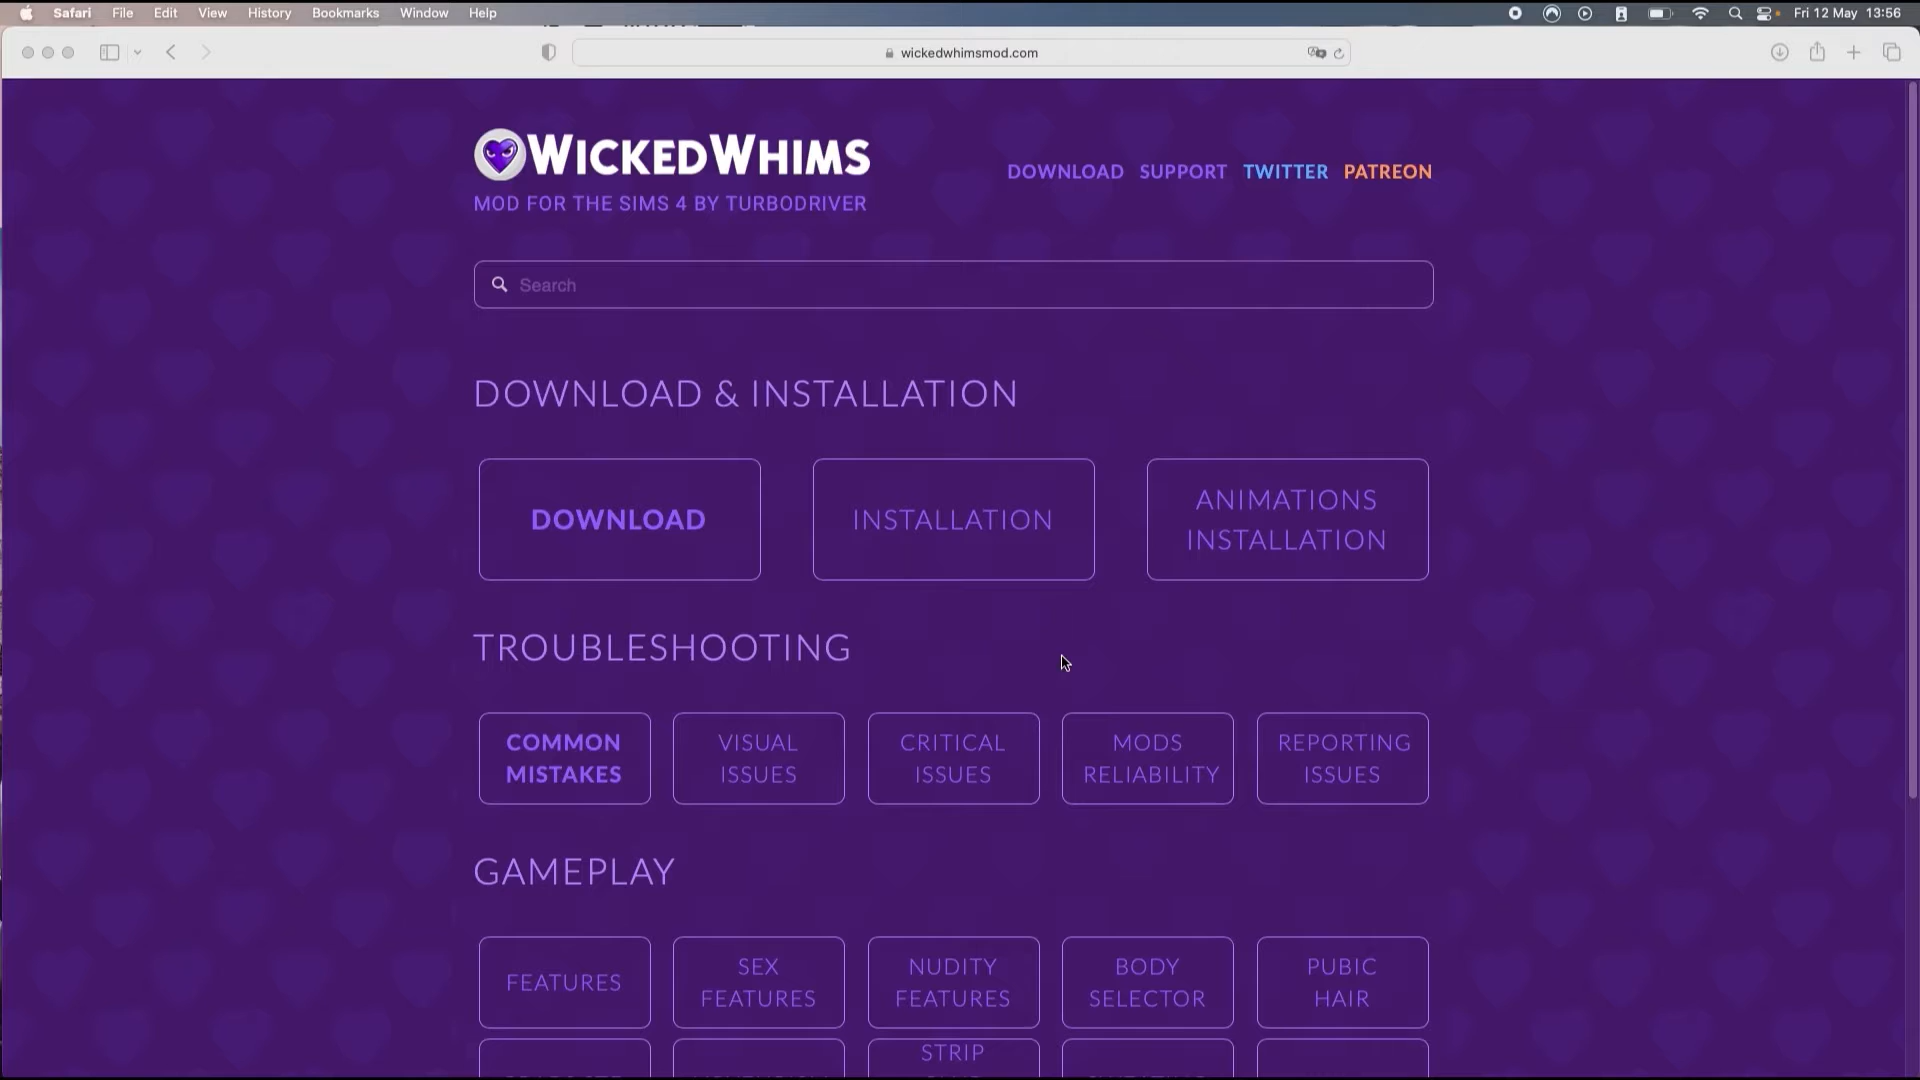 Safari File Edit View History Bookmarks Window Help Fri 12 May 13:56
wickedwhimsmod.com
WICKEDWHIMS
MOD FOR THE SIMS 4 BY TURBODRIVER
DOWNLOAD SUPPORT TWITTER PATREON
Search
DOWNLOAD & INSTALLATION
DOWNLOAD
INSTALLATION
ANIMATIONS
INSTALLATION
TROUBLESHOOTING
COMMON
MISTAKES
VISUAL
ISSUES
CRITICAL
ISSUES
MODS
RELIABILITY
REPORTING
ISSUES
GAMEPLAY
FEATURES
SEX
FEATURES
NUDITY
FEATURES
BODY
SELECTOR
PUBIC
HAIR
STRIP